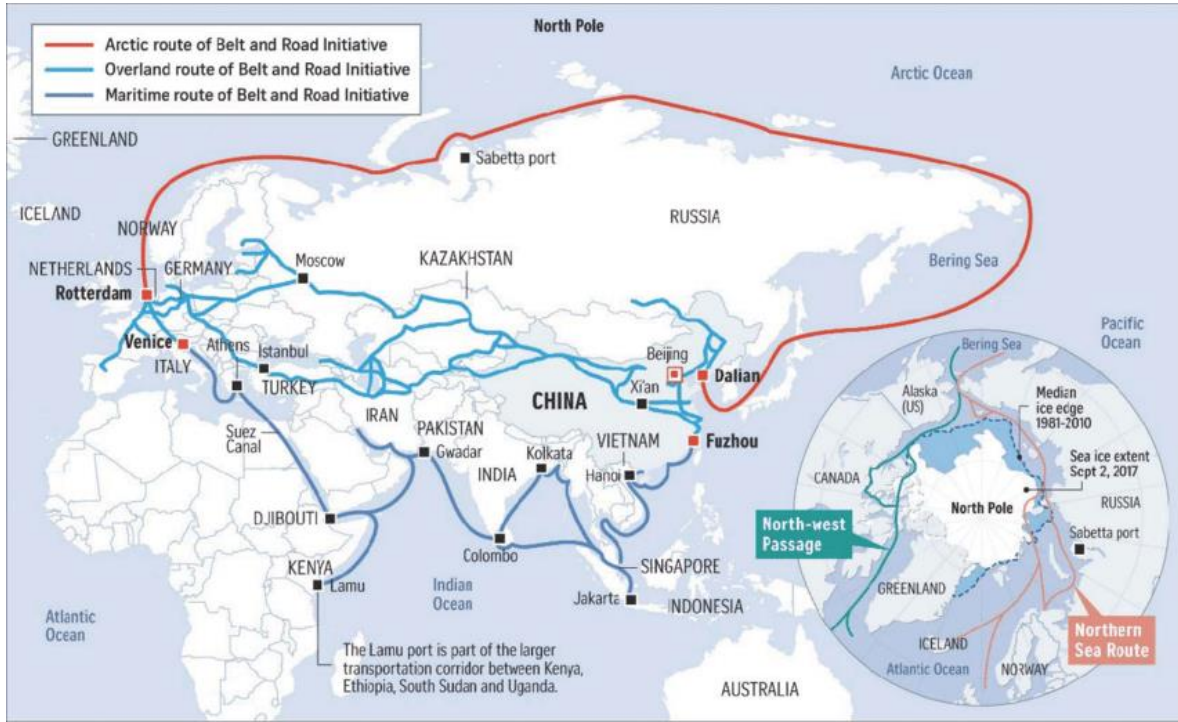 North Pole
Arctic route of Belt and Road Initiative
Overland route of Belt and Road Initiative
Maritime route of Belt and Road Initiative
Arctic Ocean
GREENLAND
Sabetta port
ICELAND
NORWAY
RUSSIA
NETHERLANDS
GERMANY
Moscow
KAZAKHSTAN
Bering Sea
Rotterdam
Venice
Athens
Istanbul
ITALY
TURKEY
Beijing
Dalian
Pacific
Ocean
Xi'an
CHINA
IRAN
PAKISTAN
Gwadar
Suez
Canal
VIETNAM
Kolkata
INDIA
Hanoi
Fuzhou
DJIBOUTI
Colombo
KENYA
Lamu
SINGAPORE
Indian
Ocean
Jakarta
INDONESIA
Atlantic
Ocean
The Lamu port is part of the larger
transportation corridor between Kenya,
Ethiopia, South Sudan and Uganda.
AUSTRALIA
Bering Sea
Alaska
(US)
Median
ice edge
1981-2010
Sea ice extent
Sept 2, 2017
CANADA
North Pole
RUSSIA
North-west
Passage
Sabetta port
GREENLAND
ICELAND
Northern
Sea Route
Atlantic Ocean
NORWAY